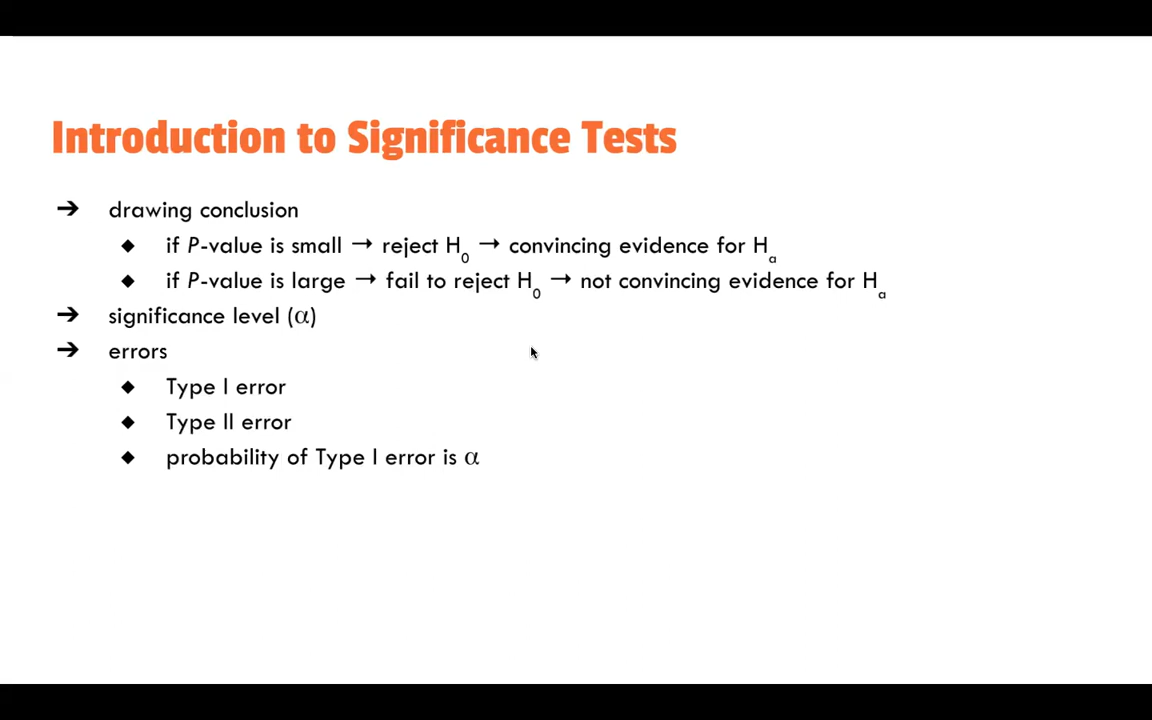 Introduction to Significance Tests
➔ drawing conclusion
◆ if P-value is small → reject H₀ → convincing evidence for Hₐ
◆ if P-value is large → fail to reject H₀ → not convincing evidence for Hₐ
➔ significance level (α)
➔ errors
◆ Type I error
◆ Type II error
◆ probability of Type I error is α